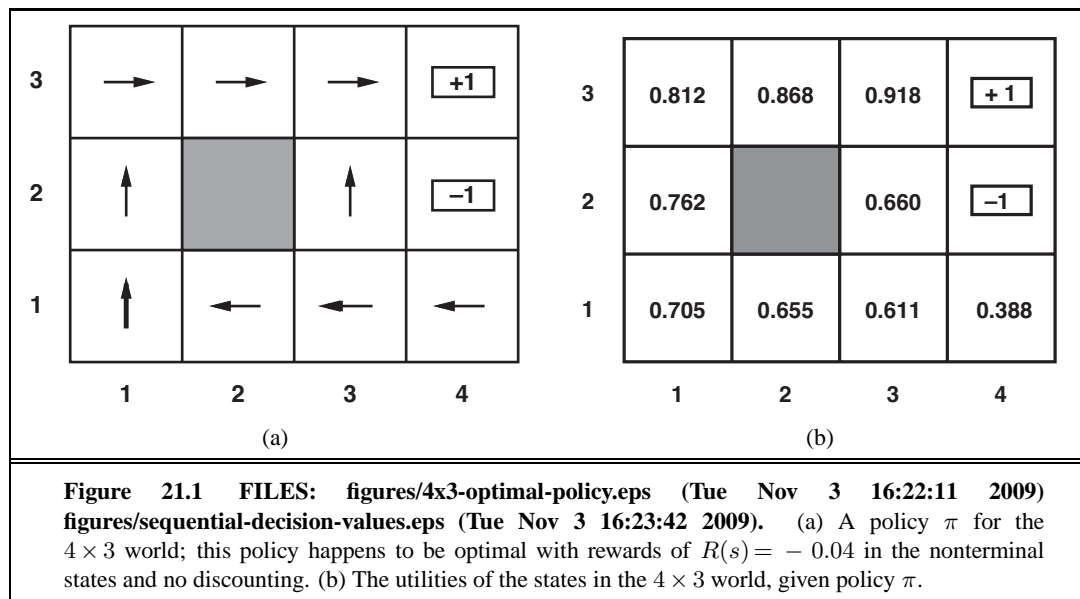 3 +1
2 –1
1
1 2 3 4
(a)
3 0.812 0.868 0.918 + 1
2 0.762 0.660 –1
1 0.705 0.655 0.611 0.388
1 2 3 4
(b)
Figure 21.1 FILES: figures/4x3-optimal-policy.eps (Tue Nov 3 16:22:11 2009)
figures/sequential-decision-values.eps (Tue Nov 3 16:23:42 2009). (a) A policy π for the
4 × 3 world; this policy happens to be optimal with rewards of R(s) = − 0.04 in the nonterminal
states and no discounting. (b) The utilities of the states in the 4 × 3 world, given policy π.